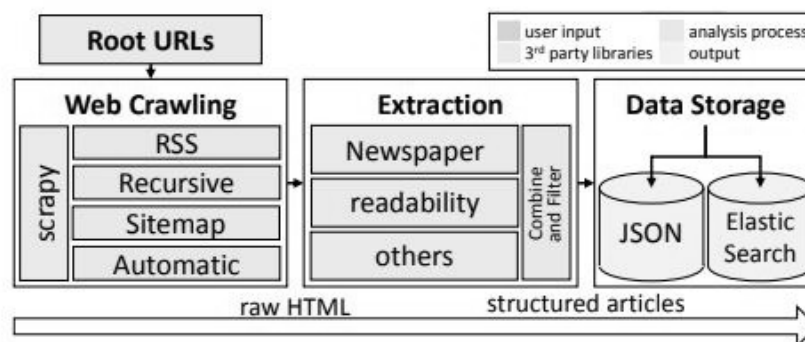 Root URLs
user input
analysis process
3rd party libraries
output
Web Crawling
scrapy
RSS
Recursive
Sitemap
Automatic
Extraction
Newspaper
readability
others
Combine
and Filter
Data Storage
JSON
Elastic
Search
raw HTML
structured articles